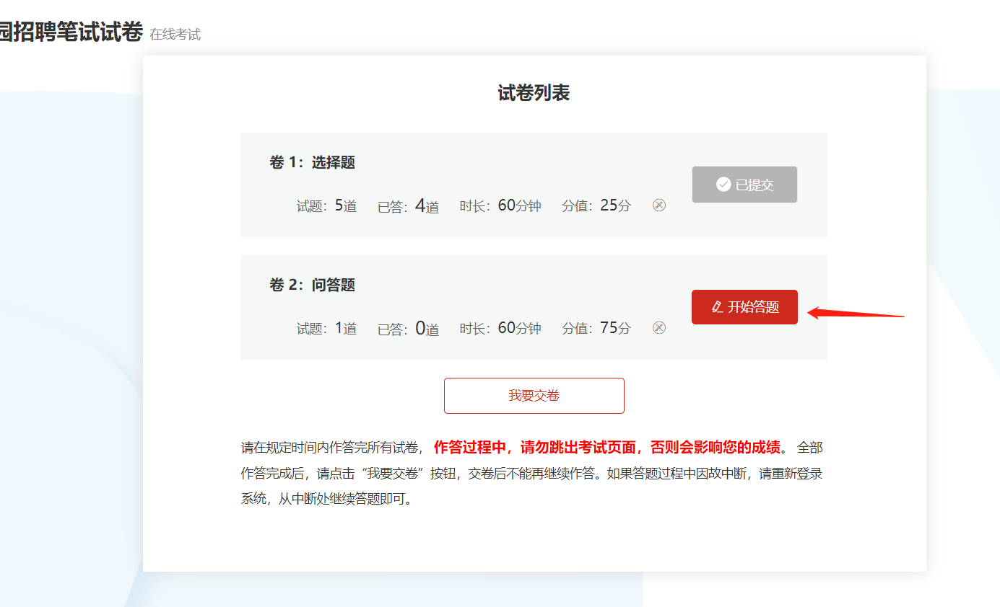 园招聘笔试试卷 在线考试
试卷列表
卷 1：选择题
已提交
试题：5道 已答：4道 时长：60分钟 分值：25分
卷 2：问答题
开始答题
试题：1道 已答：0道 时长：60分钟 分值：75分
我要交卷
请在规定时间内作答完所有试卷，作答过程中，请勿跳出考试页面，否则会影响您的成绩。全部
作答完成后，请点击“我要交卷”按钮，交卷后不能再继续作答。如果答题过程中因故中断，请重新登录
系统，从中断处继续答题即可。